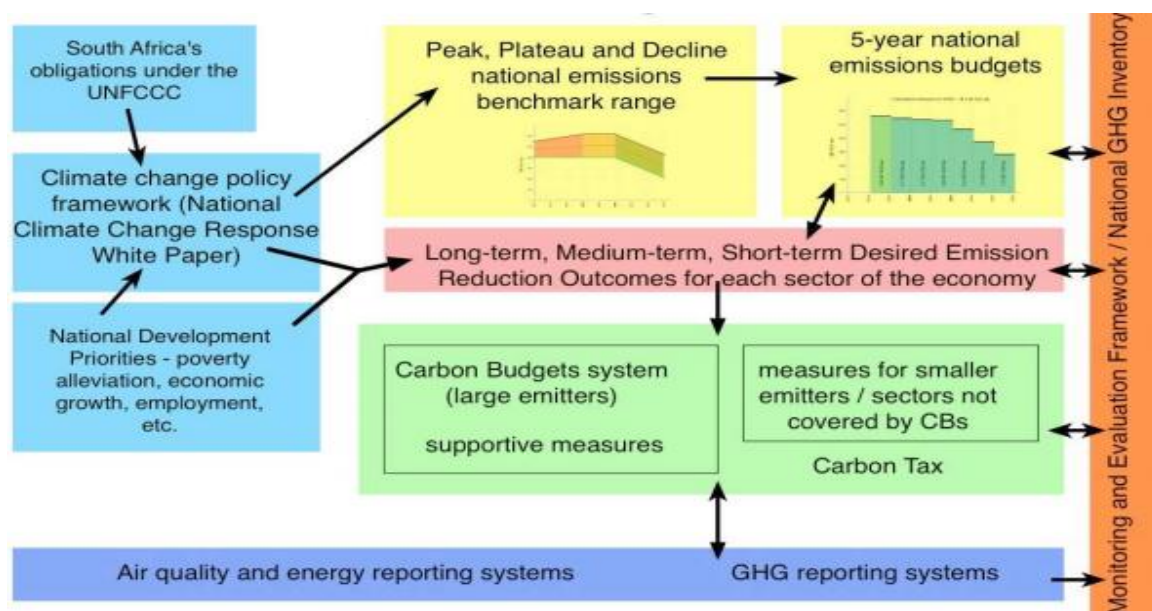 South Africa's
obligations under the
UNFCCC
Climate change policy
framework (National
Climate Change Response
White Paper)
National Development
Priorities - poverty
alleviation, economic
growth, employment,
etc.
Peak, Plateau and Decline
national emissions
benchmark range
5-year national
emissions budgets
Long-term, Medium-term, Short-term Desired Emission
Reduction Outcomes for each sector of the economy
Carbon Budgets system
(large emitters)
supportive measures
measures for smaller
emitters / sectors not
covered by CBs
Carbon Tax
Air quality and energy reporting systems
GHG reporting systems
Monitoring and Evaluation Framework / National GHG Inventory